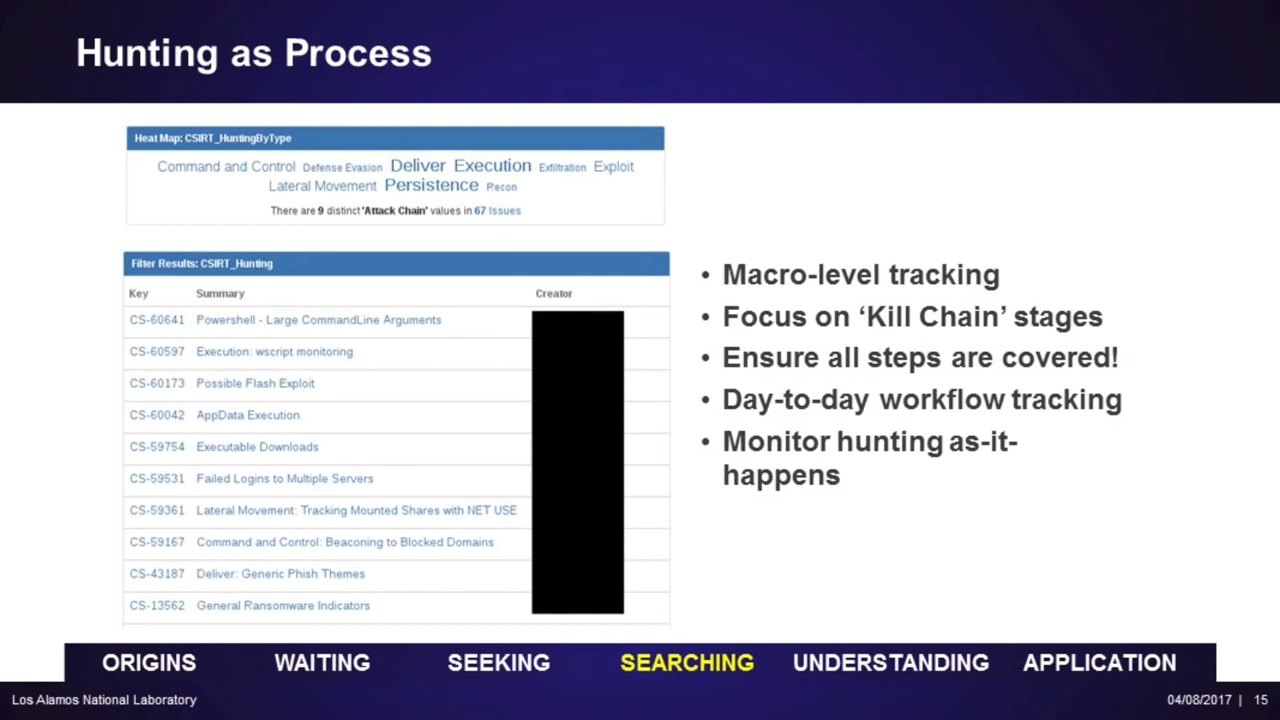 Hunting as Process
Heat Map: CSIRT_HuntingByType
Command and Control Defense Evasion Deliver Execution Exfiltration Exploit
Lateral Movement Persistence Recon
There are 9 distinct 'Attack Chain' values in 67 Issues
Filter Results: CSIRT_Hunting
Key Summary Creator
CS-60641 Powershell - Large CommandLine Arguments
CS-60597 Execution: wscript monitoring
CS-60173 Possible Flash Exploit
CS-60042 AppData Execution
CS-59754 Executable Downloads
CS-59531 Failed Logins to Multiple Servers
CS-59361 Lateral Movement: Tracking Mounted Shares with NET USE
CS-59167 Command and Control: Beaconing to Blocked Domains
CS-43187 Deliver: Generic Phish Themes
CS-13562 General Ransomware Indicators
• Macro-level tracking
• Focus on ‘Kill Chain’ stages
• Ensure all steps are covered!
• Day-to-day workflow tracking
• Monitor hunting as-it-
happens
ORIGINS WAITING SEEKING SEARCHING UNDERSTANDING APPLICATION
Los Alamos National Laboratory 04/08/2017 | 15